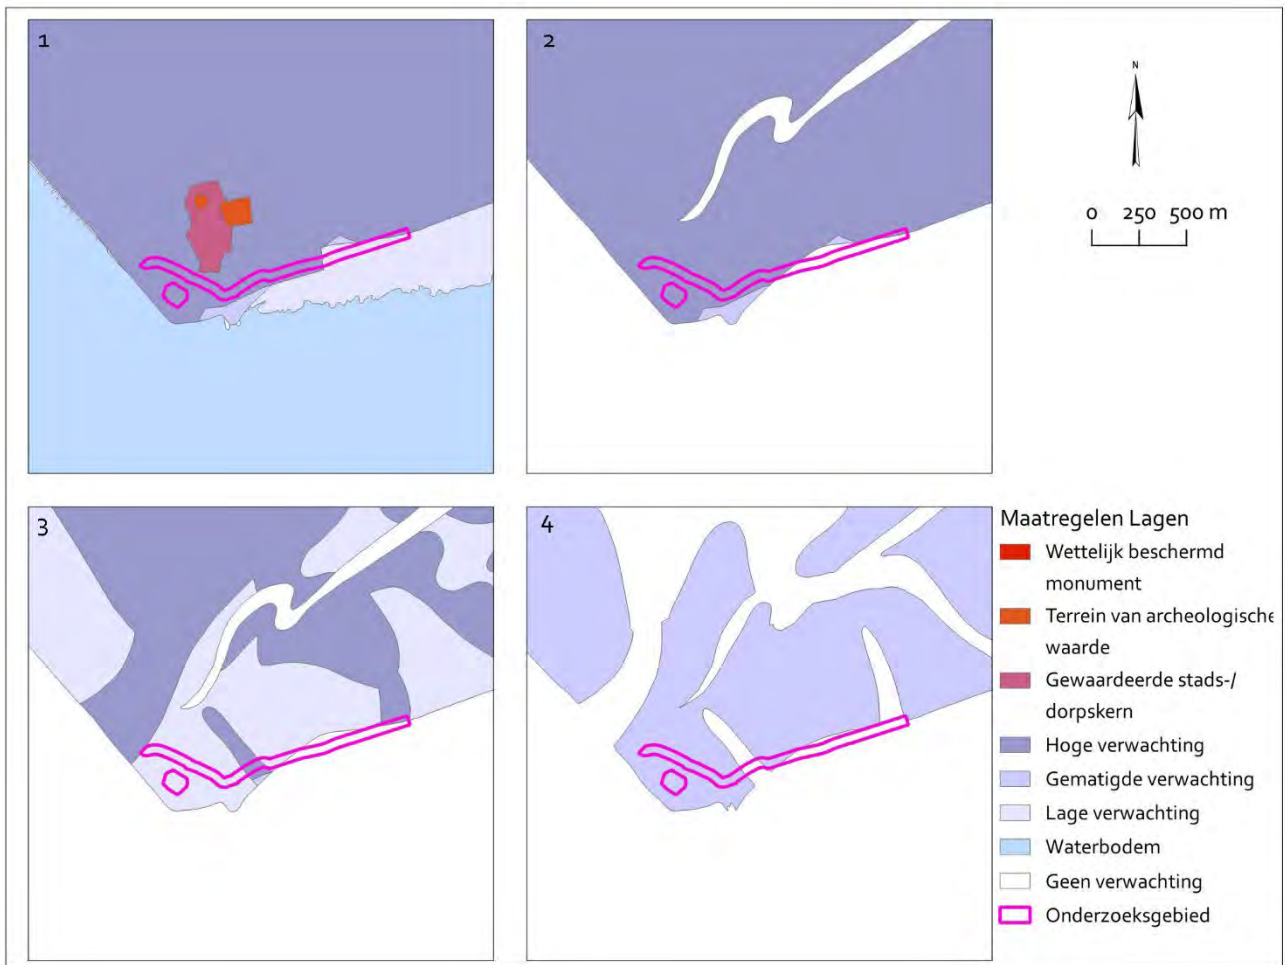 1
2
N
0 250 500 m
3
4
Maatregelen Lagen
Wettelijk beschermd
monument
Terrein van archeologische
waarde
Gewaardeerde stads-/
dorpskern
Hoge verwachting
Gematigde verwachting
Lage verwachting
Waterbodem
Geen verwachting
Onderzoeksgebied